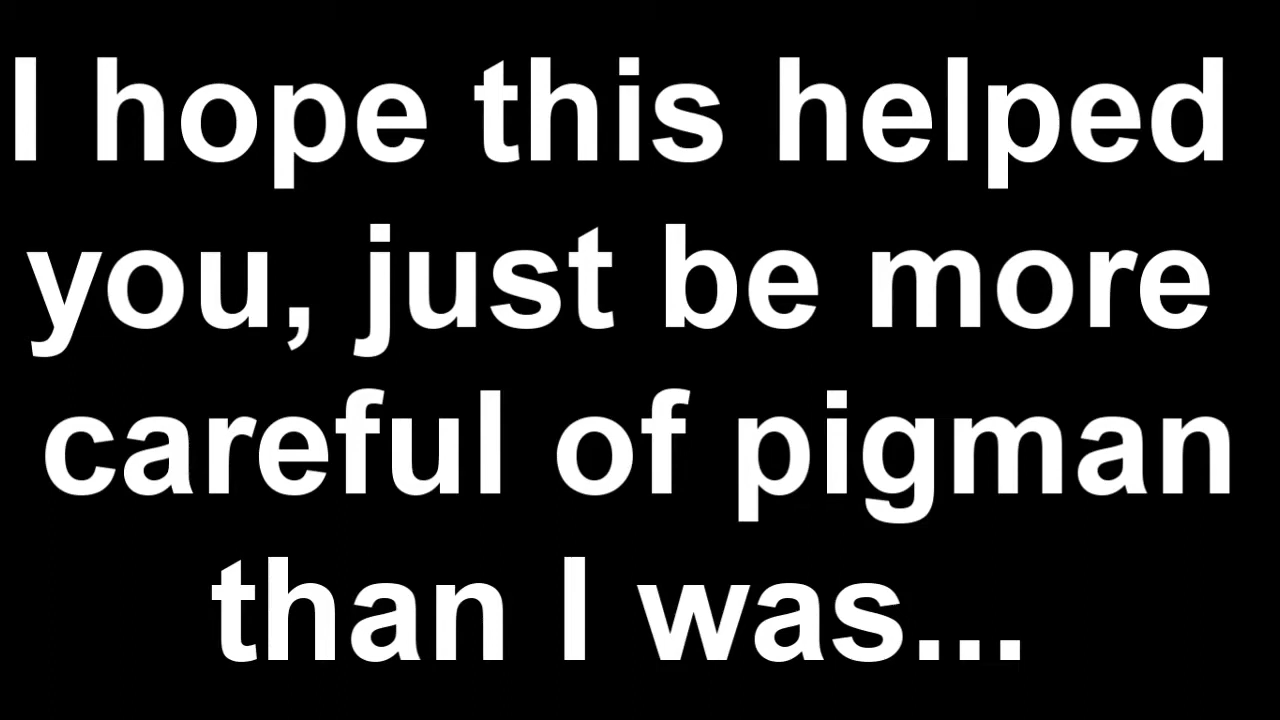 I hope this helped
you, just be more
careful of pigman
than I was...